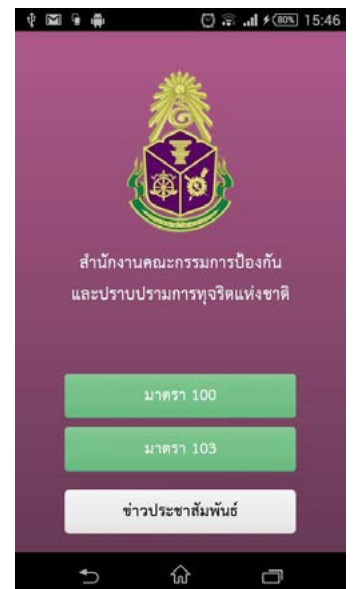 80% 15:46
สำนักงานคณะกรรมการป้องกัน
และปราบปรามการทุจริตแห่งชาติ
มาตรา 100
มาตรา 103
ข่าวประชาสัมพันธ์